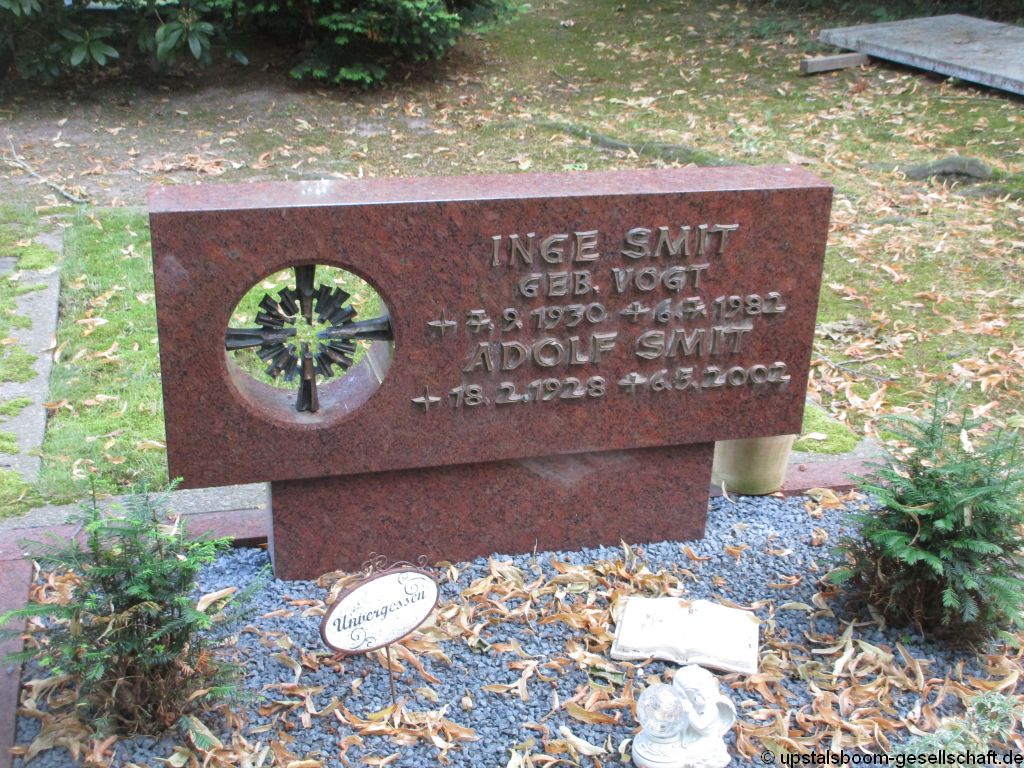 INGE SMIT
GEB. VOGT
4. 9. 1930 6. 7. 1982
ADOLF SMIT
18. 2. 1928 6. 5. 2002
Unvergessen
© upstalsboom-gesellschaft.de